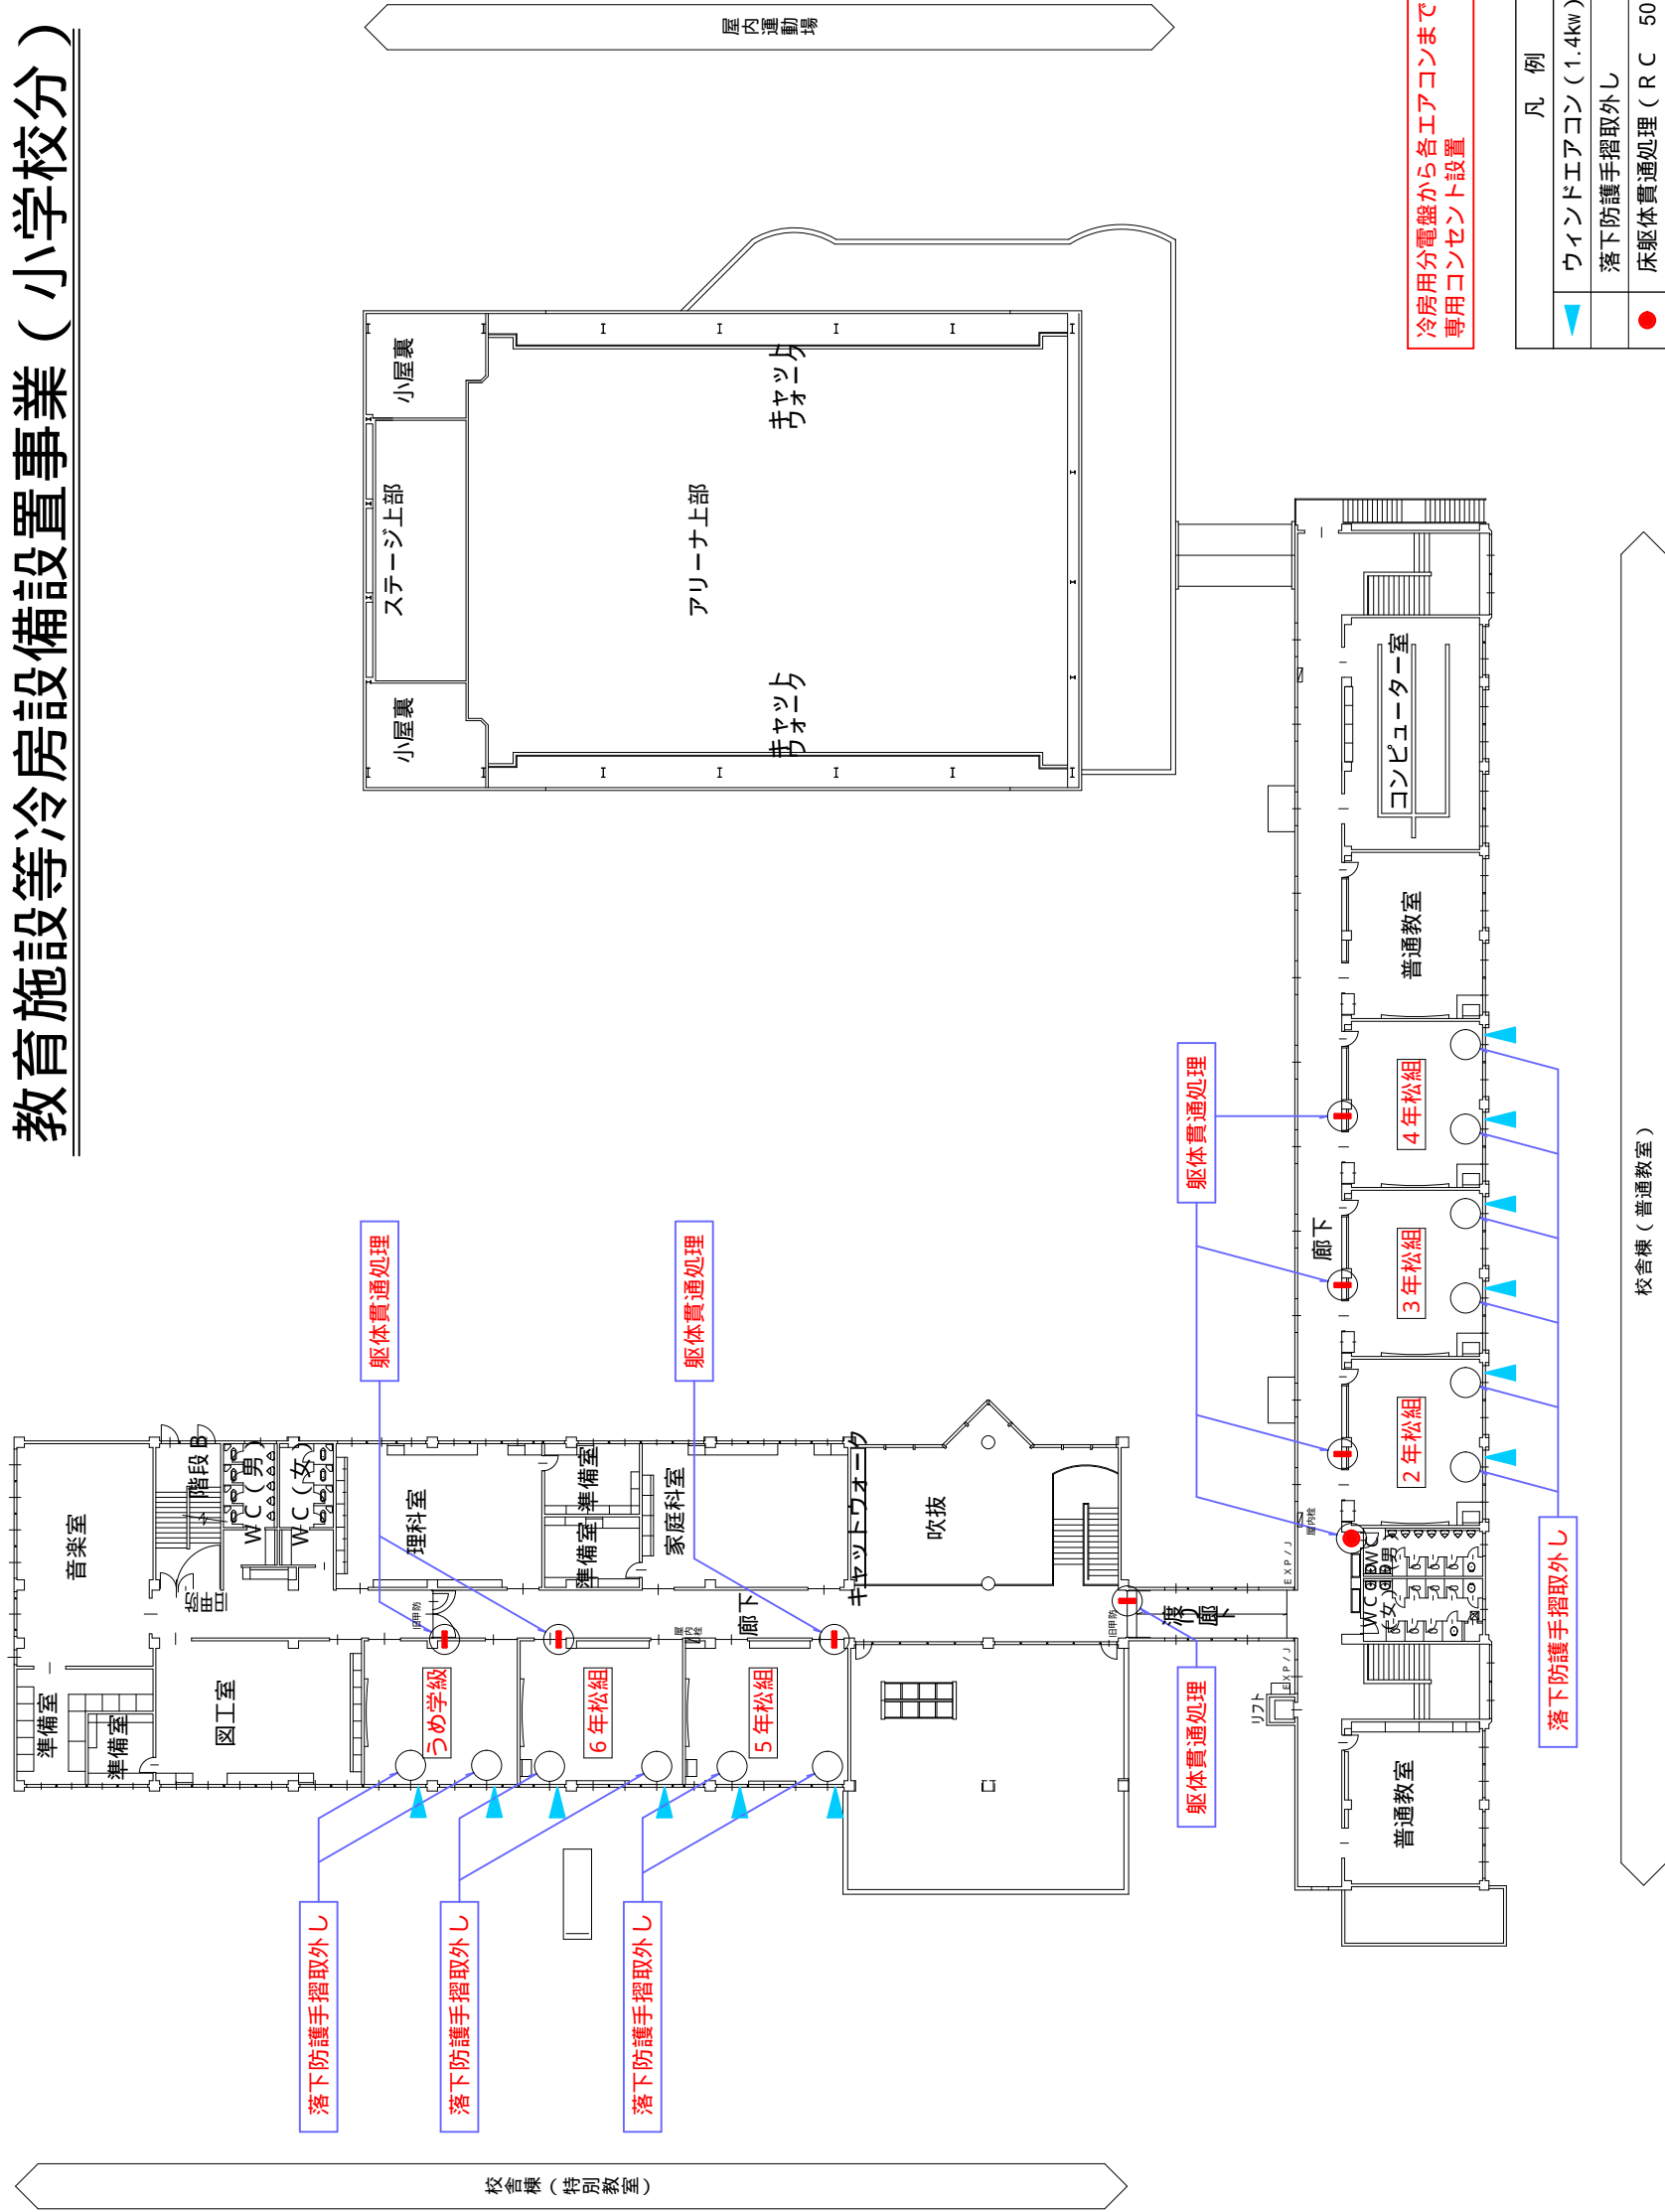 教育施設等冷房設備設置事業（小学校分）
屋内運動場
小屋裏
ステージ上部
小屋裏
アリーナ上部
キャット
ウォーク
キャット
ウォーク
冷房用分電盤から各エアコンまで
専用コンセント設置
凡 例
ウィンドエアコン（1.4kW）
落下防護手摺取外し
床躯体貫通処理（ＲＣ 50
音楽室
準備室
準備室
階段Ｂ
ＷＣ（男）
ＷＣ（女）
図工室
理科室
準備室
準備室
家庭科室
廊下
キャットウォーク
吹抜
うめ学級
６年松組
５年松組
屋内栓
躯体貫通処理
躯体貫通処理
躯体貫通処理
躯体貫通処理
落下防護手摺取外し
落下防護手摺取外し
落下防護手摺取外し
落下防護手摺取外し
渡り廊下
EXP/J
EXP/J
リフト
屋内栓
コンピューター室
普通教室
４年松組
３年松組
２年松組
廊下
普通教室
校舎棟（普通教室）
校舎棟（特別教室）